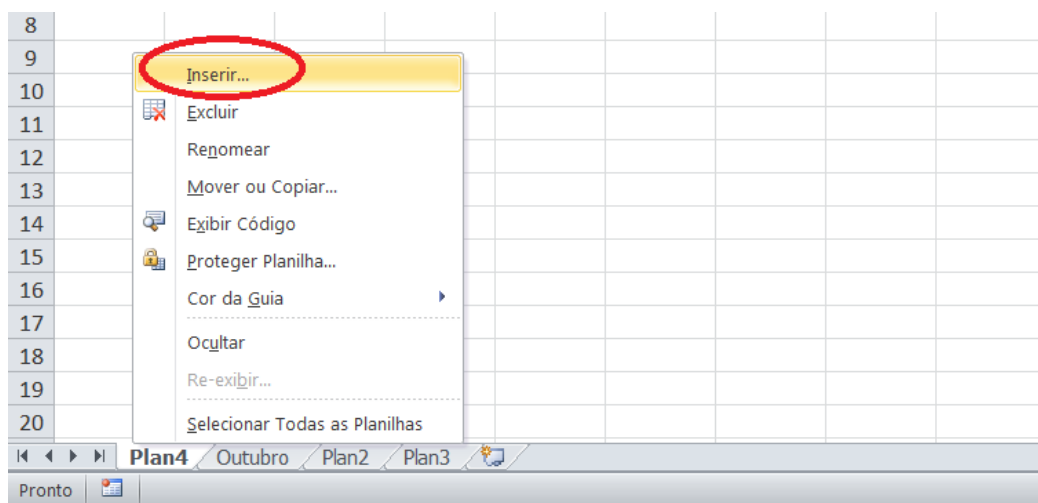 8
9
Inserir...
10
11
Excluir
12
Renomear
13
Mover ou Copiar...
14
Exibir Código
15
Proteger Planilha...
16
Cor da Guia
17
18
Ocultar
19
Re-exibir...
20
Selecionar Todas as Planilhas
Plan4 Outubro Plan2 Plan3
Pronto